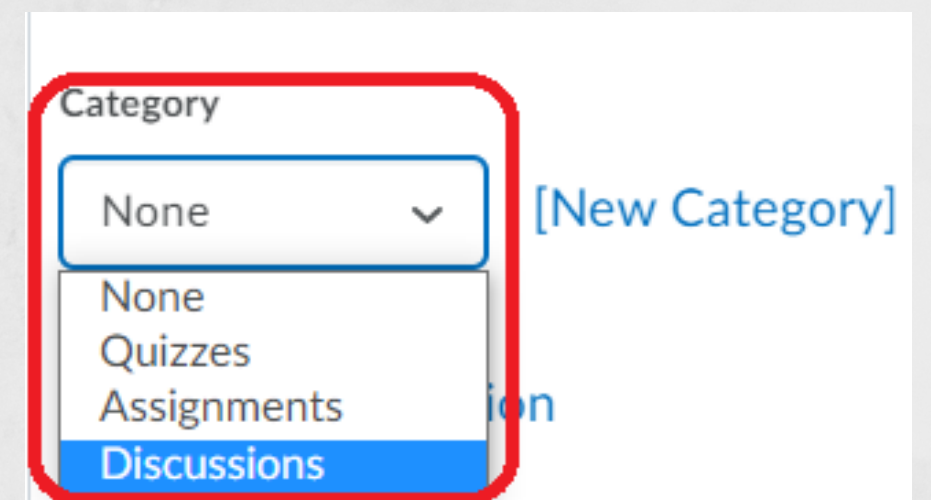 Category
None [New Category]
None
Quizzes
Assignments
Discussions